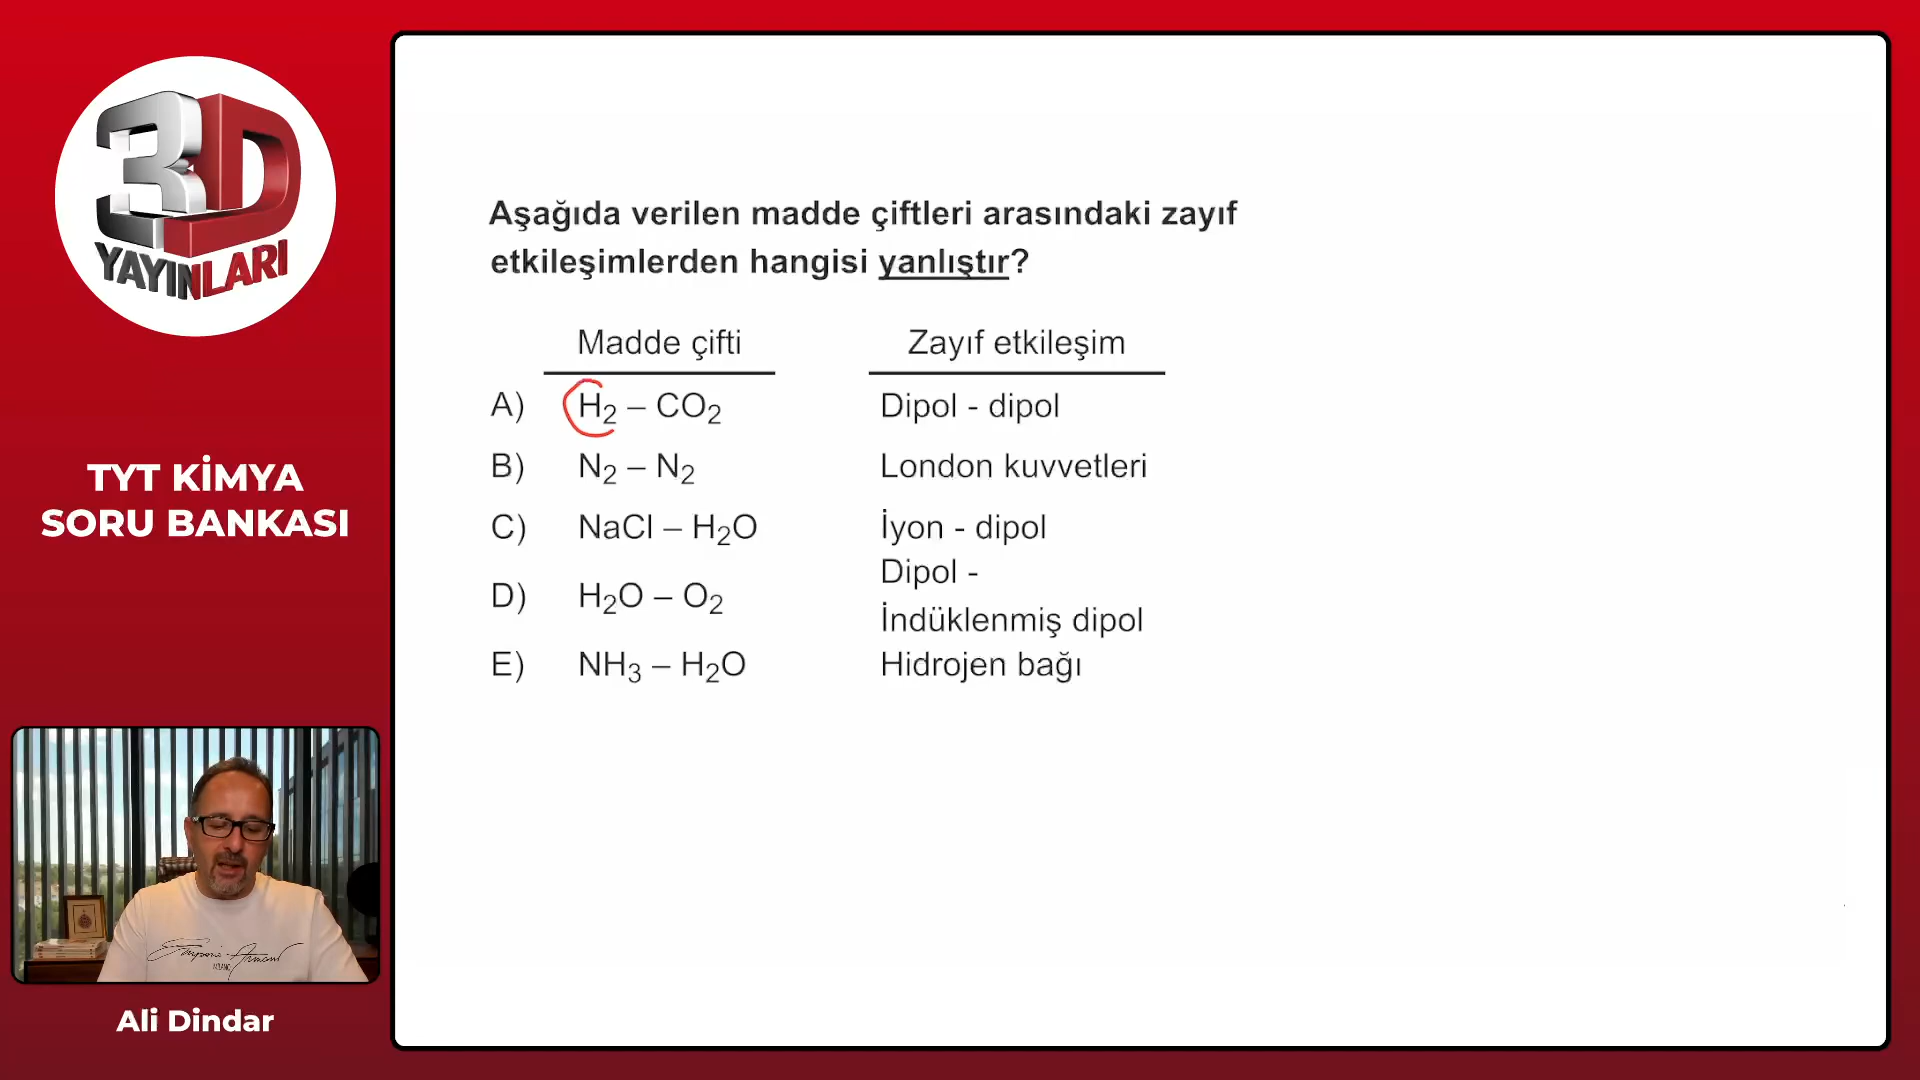 3D
YAYINLARI
TYT KİMYA
SORU BANKASI
Ali Dindar
Aşağıda verilen madde çiftleri arasındaki zayıf
etkileşimlerden hangisi yanlıştır?
Madde çifti Zayıf etkileşim
A) H₂ – CO₂ Dipol - dipol
B) N₂ – N₂ London kuvvetleri
C) NaCl – H₂O İyon - dipol
D) H₂O – O₂ Dipol -
İndüklenmiş dipol
E) NH₃ – H₂O Hidrojen bağı